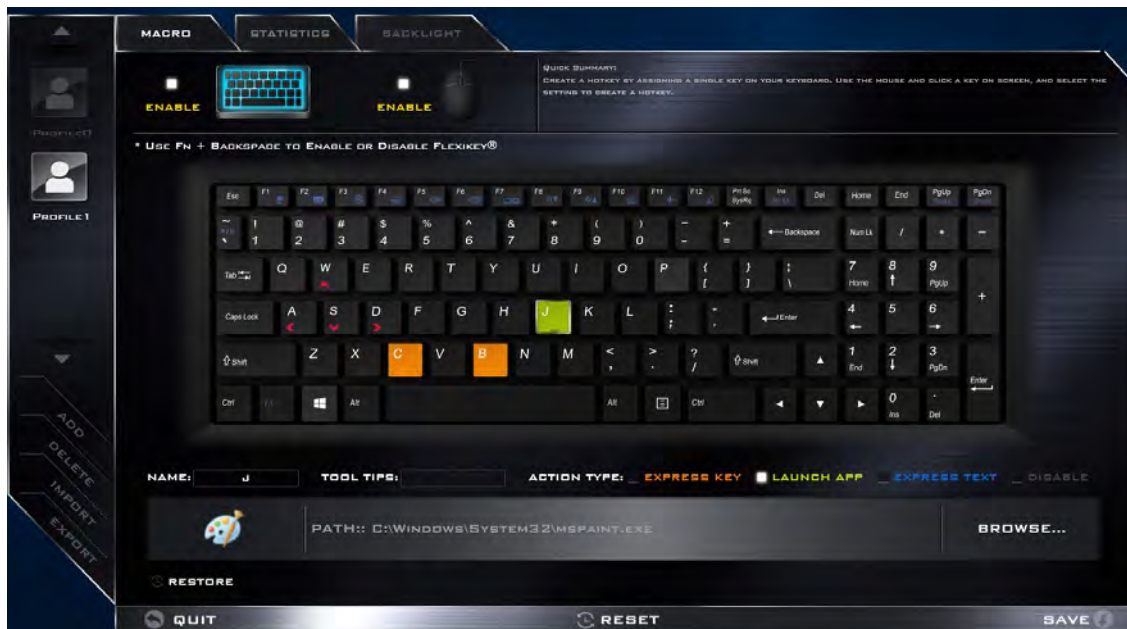 MACRO STATISTICS BACKLIGHT
ENABLE
ENABLE
QUICK SUMMARY:
CREATE A HOTKEY BY ASSIGNING A SINGLE KEY ON YOUR KEYBOARD. USE THE MOUSE AND CLICK A KEY ON SCREEN, AND SELECT THE
SETTING TO CREATE A HOTKEY.
PROFILE1
* USE FN + BACKSPACE TO ENABLE OR DISABLE FLEXIKEY®
Esc F1 F2 F3 F4 F5 F6 F7 F8 F9 F10 F11 F12 Prt Sc SysRq Ins Del Home End PgUp PgDn
~ ` ! 1 @ 2 # 3 $ 4 % 5 ^ 6 & 7 * 8 ( 9 ) 0 _ - + = Backspace Num Lk / * -
Tab Q W E R T Y U I O P { [ } ] \ 7 Home 8 9 PgUp
Caps Lock A S D F G H J K L : ; Enter 4 5 6 +
Shift Z X C V B N M < , > . ? / Shift 1 End 2 3 PgDn
Ctrl Alt Alt Ctrl 0 Ins . Del Enter
NAME: J TOOL TIPS: ACTION TYPE: EXPRESS KEY LAUNCH APP EXPRESS TEXT DISABLE
PATH:: C:\WINDOWS\SYSTEM32\MSPAINT.EXE BROWSE...
ADD
DELETE
IMPORT
EXPORT
RESTORE
QUIT RESET SAVE